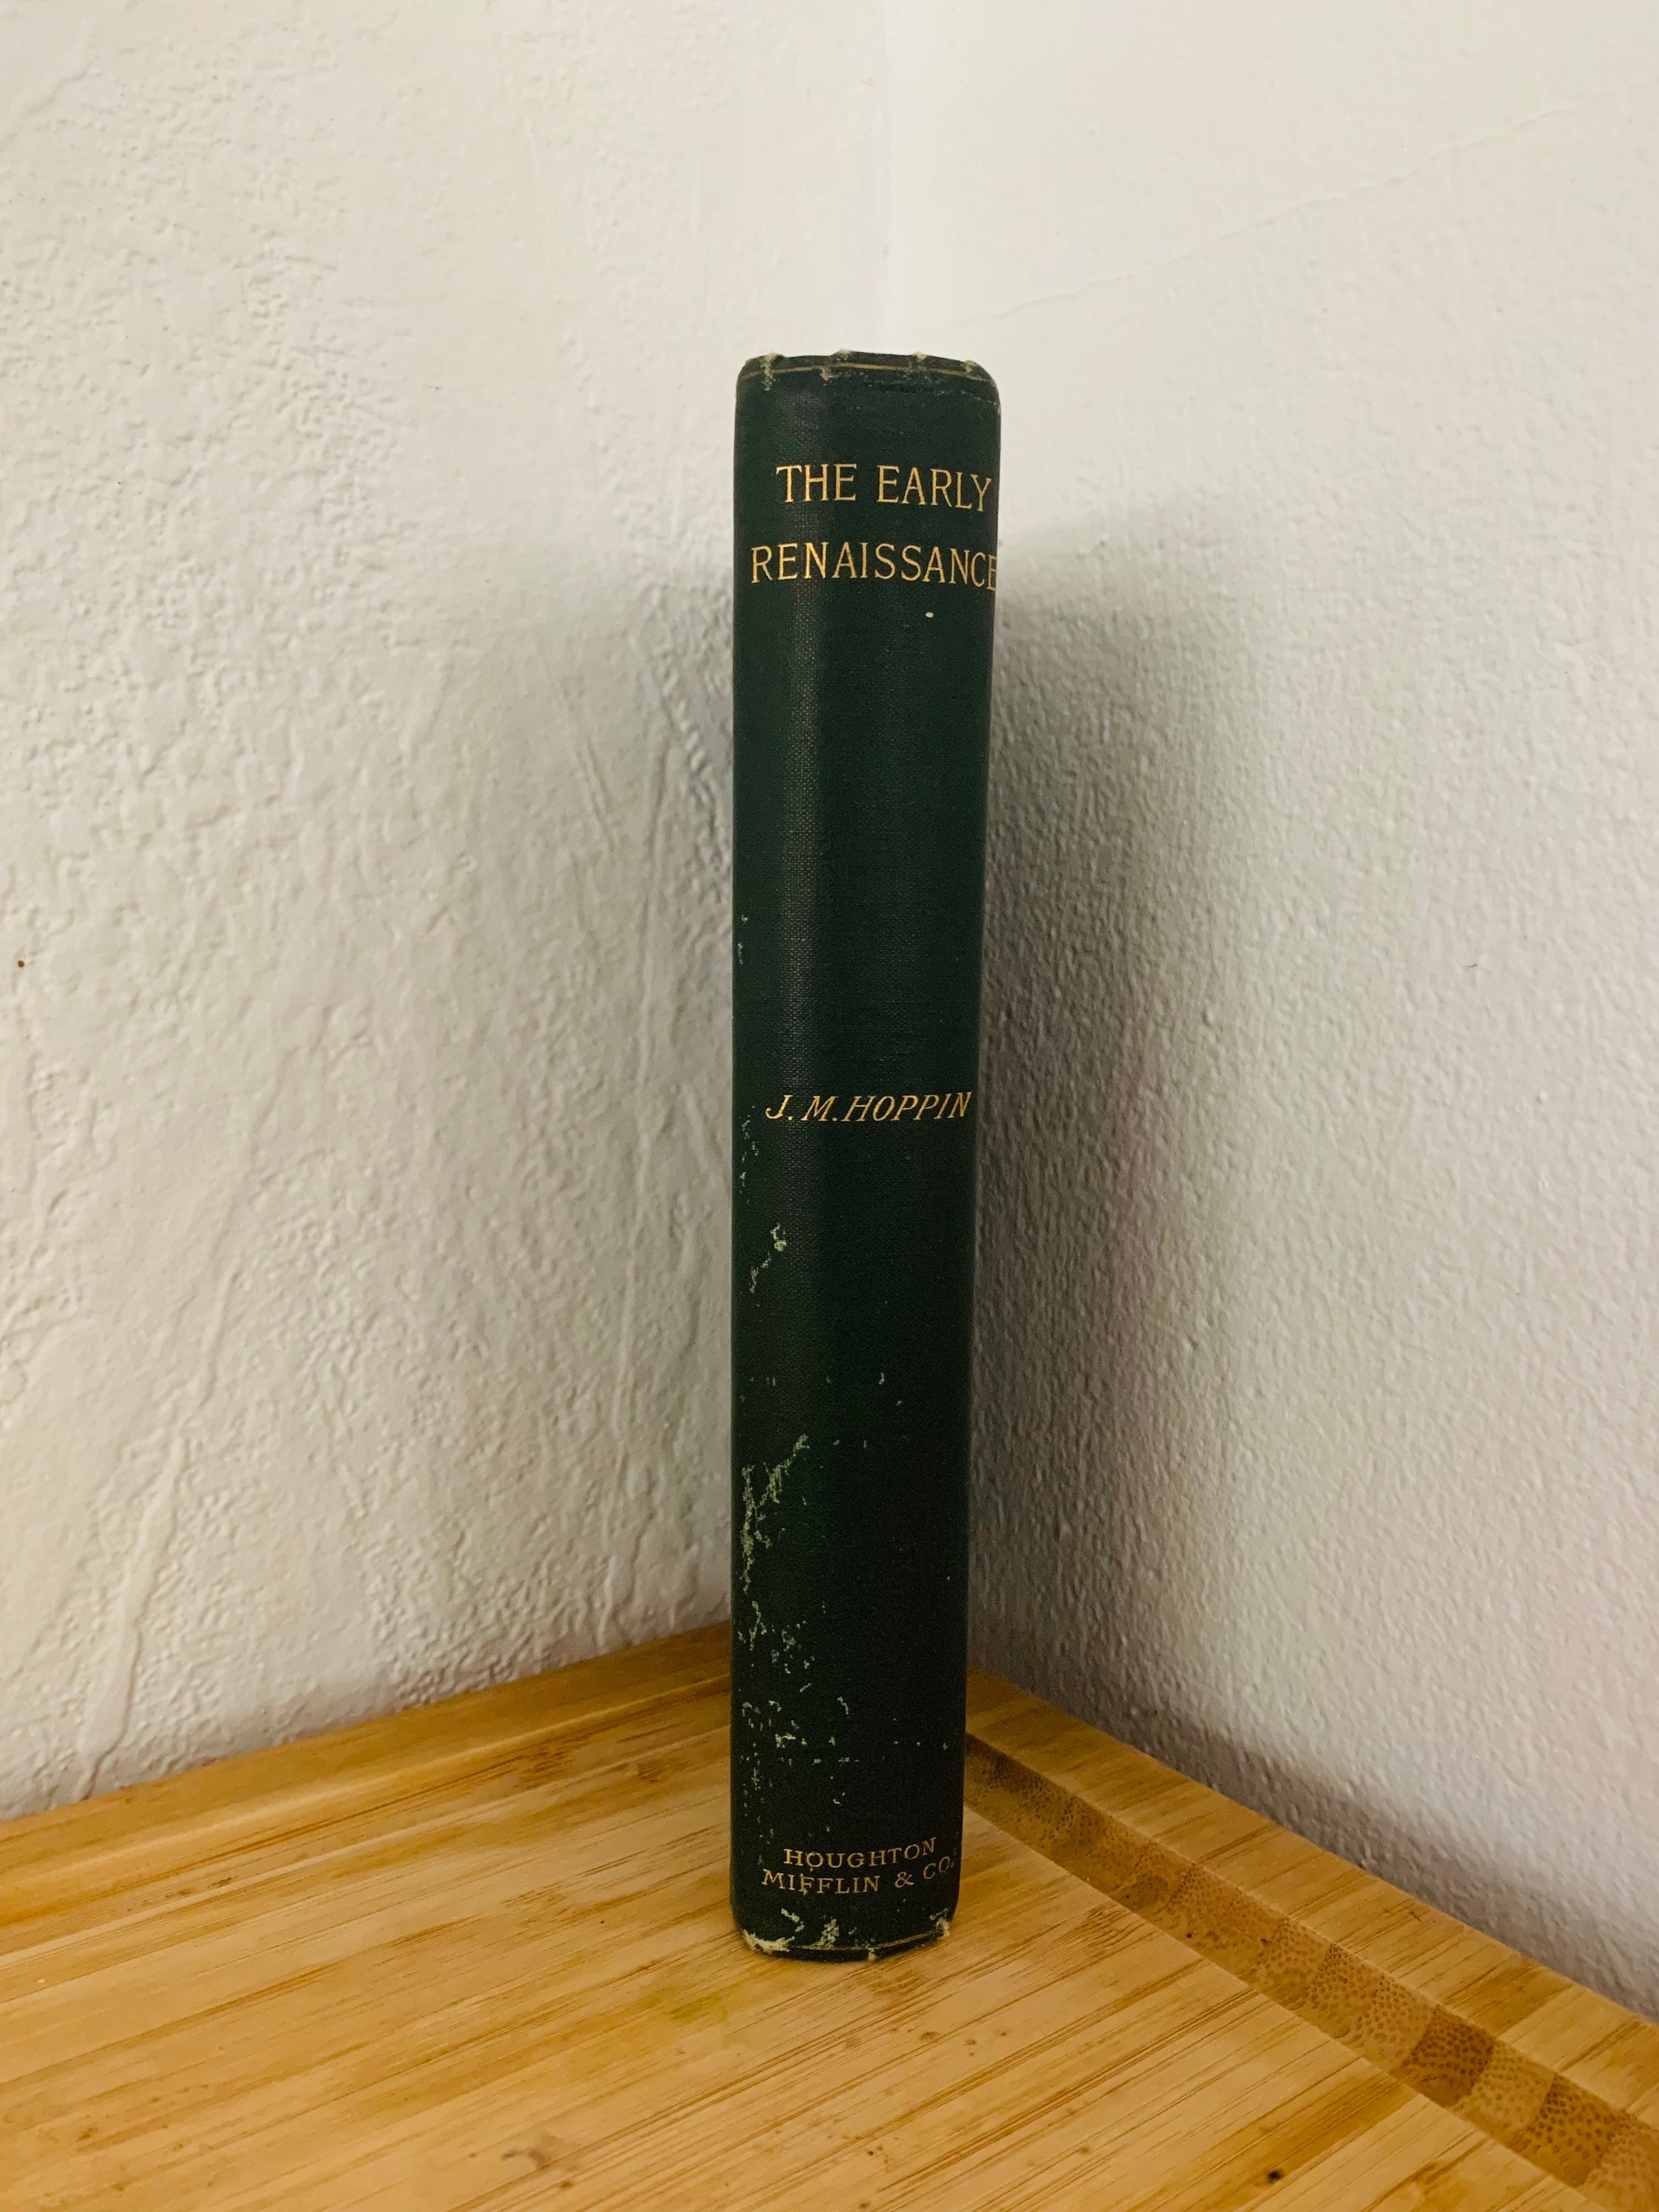 THE EARLY
RENAISSANCE
J. M. HOPPIN
HOUGHTON
MIFFLIN & CO.